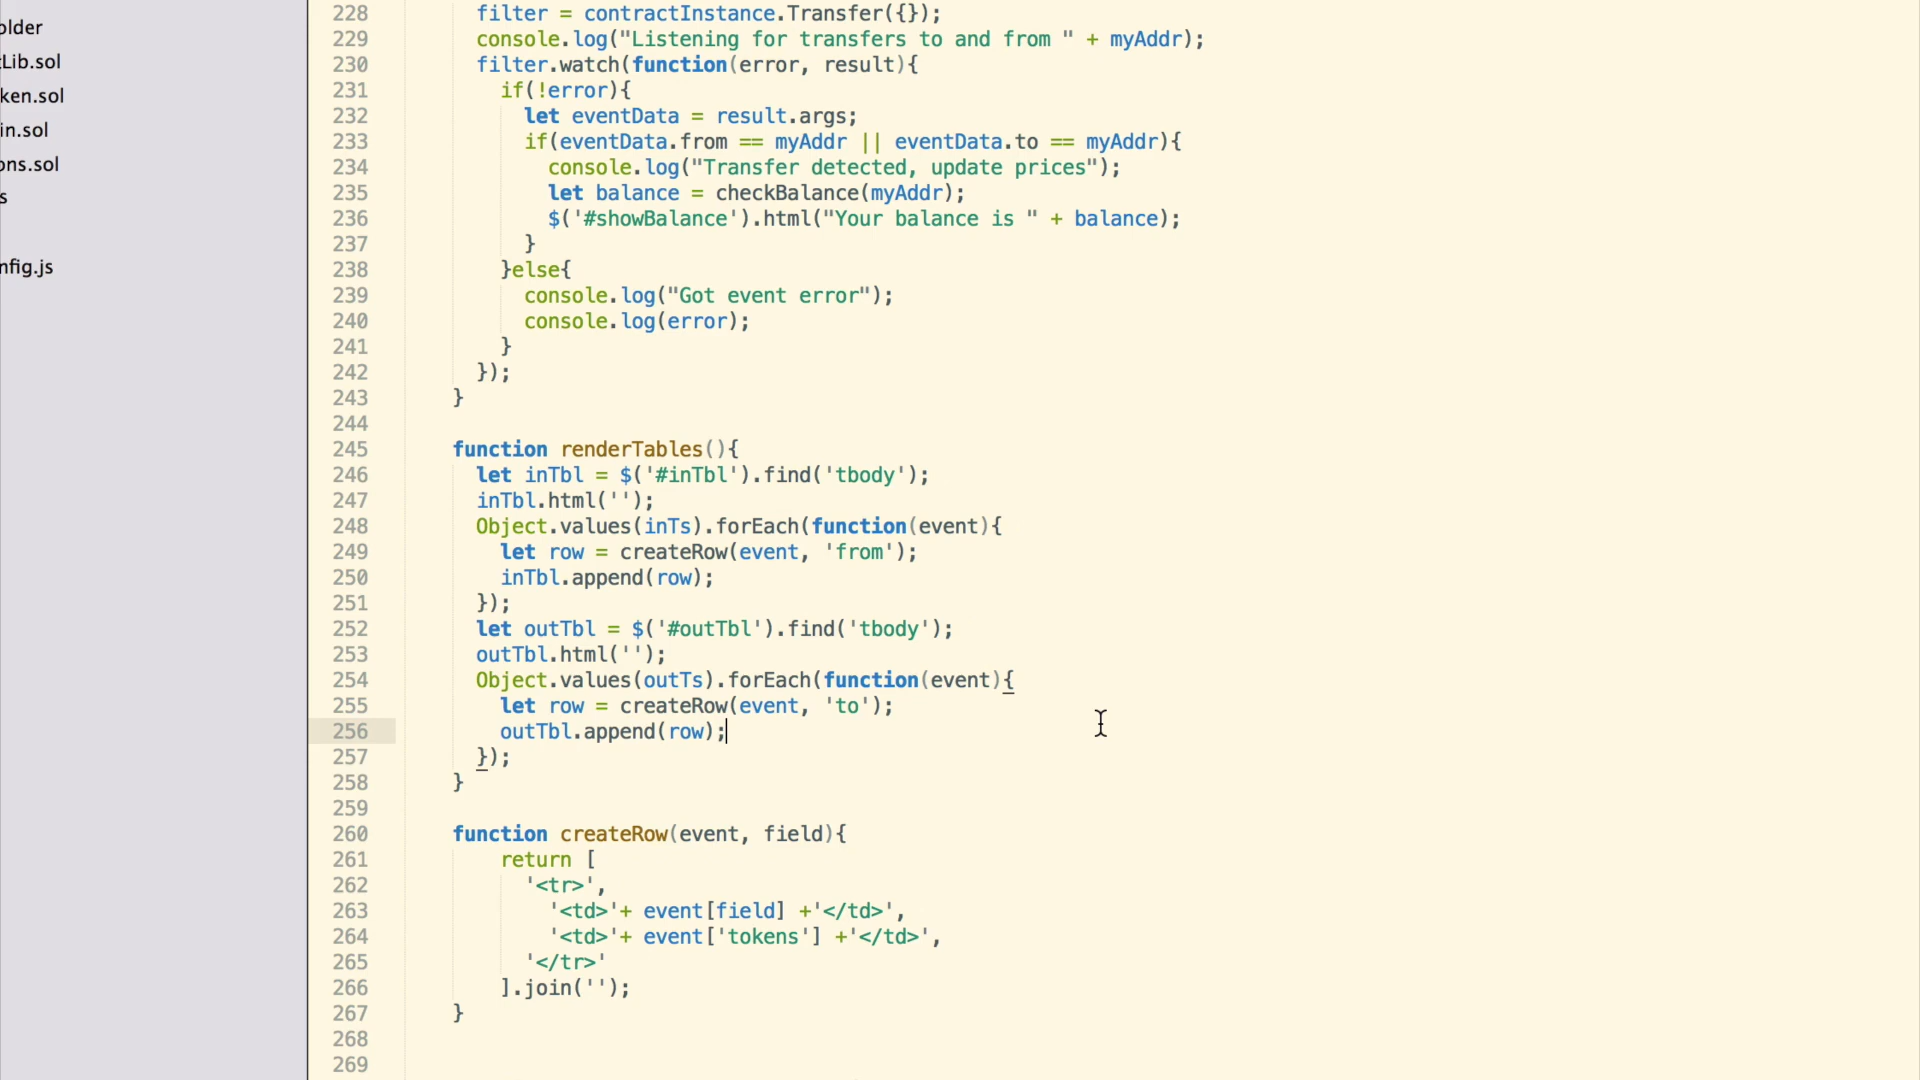 older
tLib.sol
ken.sol
in.sol
ons.sol
s
nfig.js
228 filter = contractInstance.Transfer({});
229 console.log("Listening for transfers to and from " + myAddr);
230 filter.watch(function(error, result){
231 if(!error){
232 let eventData = result.args;
233 if(eventData.from == myAddr || eventData.to == myAddr){
234 console.log("Transfer detected, update prices");
235 let balance = checkBalance(myAddr);
236 $('#showBalance').html("Your balance is " + balance);
237 }
238 }else{
239 console.log("Got event error");
240 console.log(error);
241 }
242 });
243 }
244
245 function renderTables(){
246 let inTbl = $('#inTbl').find('tbody');
247 inTbl.html('');
248 Object.values(inTs).forEach(function(event){
249 let row = createRow(event, 'from');
250 inTbl.append(row);
251 });
252 let outTbl = $('#outTbl').find('tbody');
253 outTbl.html('');
254 Object.values(outTs).forEach(function(event){
255 let row = createRow(event, 'to');
256 outTbl.append(row);
257 });
258 }
259
260 function createRow(event, field){
261 return [
262 '<tr>',
263 '<td>'+ event[field] +'</td>',
264 '<td>'+ event['tokens'] +'</td>',
265 '</tr>'
266 ].join('');
267 }
268
269